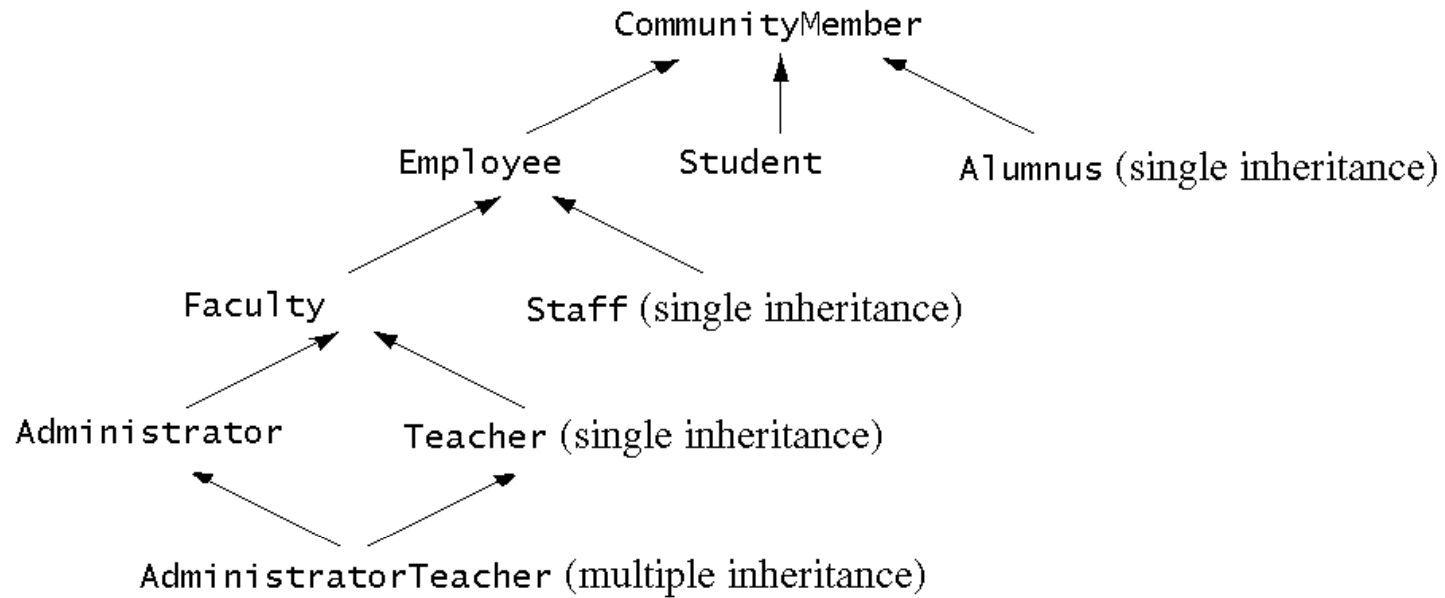 CommunityMember
Employee Student Alumnus (single inheritance)
Faculty Staff (single inheritance)
Administrator Teacher (single inheritance)
AdministratorTeacher (multiple inheritance)